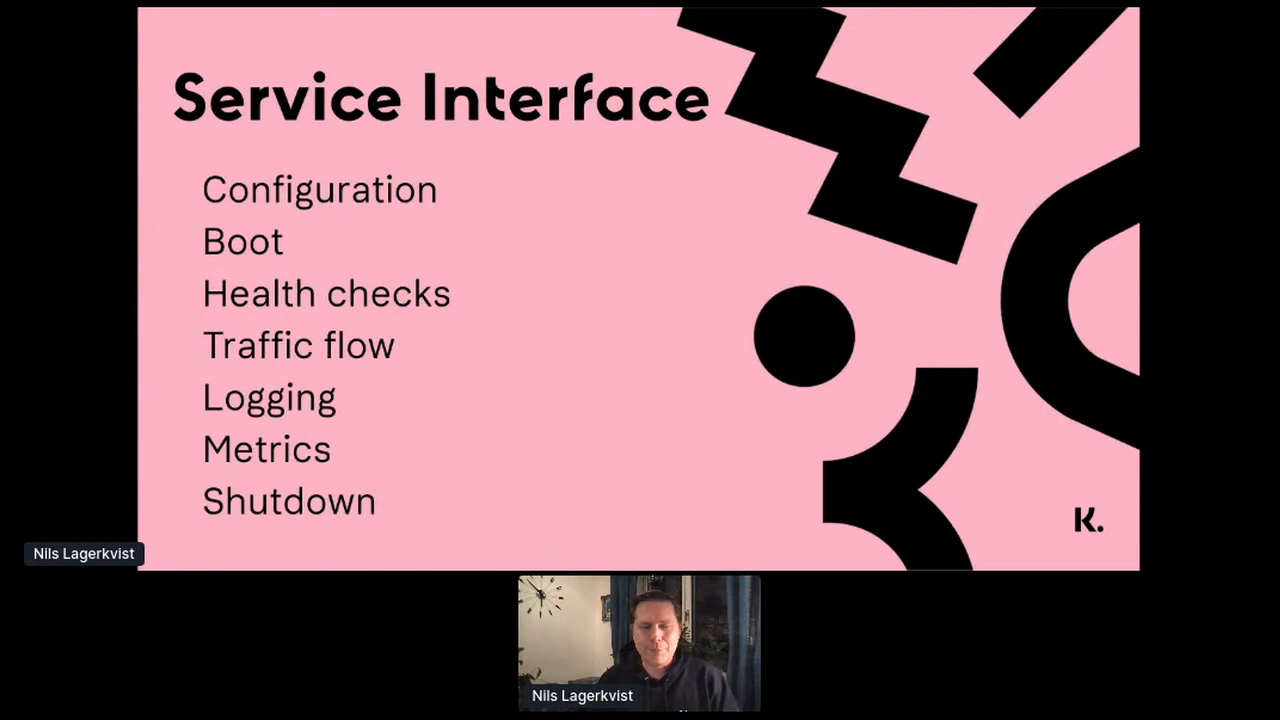 Service Interface
Configuration
Boot
Health checks
Traffic flow
Logging
Metrics
Shutdown
K.
Nils Lagerkvist
Nils Lagerkvist